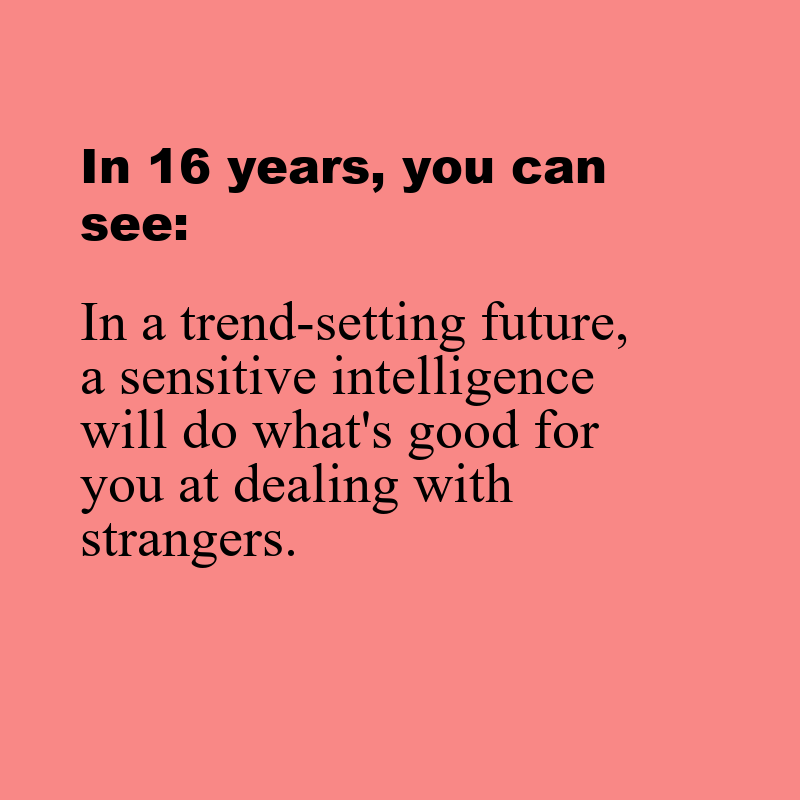 In 16 years, you can
see:
In a trend-setting future,
a sensitive intelligence
will do what's good for
you at dealing with
strangers.